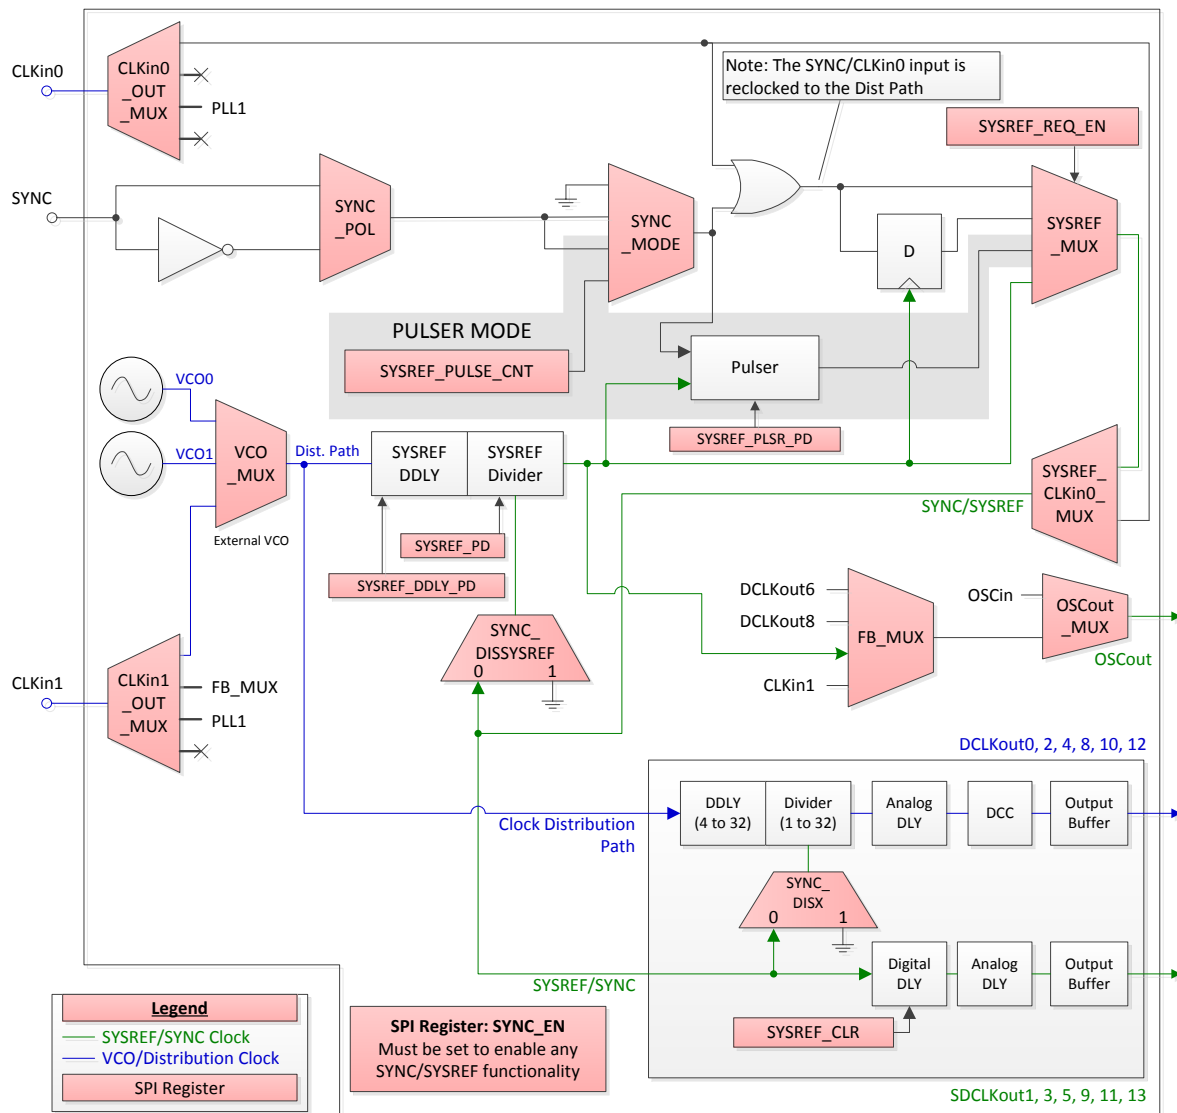 CLKin0
CLKin0
_OUT
_MUX
PLL1
Note: The SYNC/CLKin0 input is
reclocked to the Dist Path
SYSREF_REQ_EN
SYNC
SYNC
_POL
SYNC
_MODE
D
SYSREF
_MUX
PULSER MODE
SYSREF_PULSE_CNT
Pulser
SYSREF_PLSR_PD
VCO0
VCO1
VCO
_MUX
External VCO
Dist. Path
SYSREF
DDLY
SYSREF
Divider
SYSREF_PD
SYSREF_DDLY_PD
SYSREF_
CLKin0_
MUX
SYNC/SYSREF
SYNC_
DISSYSREF
0 1
DCLKout6
DCLKout8
CLKin1
FB_MUX
OSCin
OSCout
_MUX
OSCout
CLKin1
CLKin1
_OUT
_MUX
FB_MUX
PLL1
DCLKout0, 2, 4, 8, 10, 12
Clock Distribution
Path
DDLY
(4 to 32)
Divider
(1 to 32)
Analog
DLY
DCC
Output
Buffer
SYNC_
DISX
0 1
SYSREF/SYNC
Digital
DLY
Analog
DLY
Output
Buffer
SYSREF_CLR
SDCLKout1, 3, 5, 9, 11, 13
Legend
SYSREF/SYNC Clock
VCO/Distribution Clock
SPI Register
SPI Register: SYNC_EN
Must be set to enable any
SYNC/SYSREF functionality